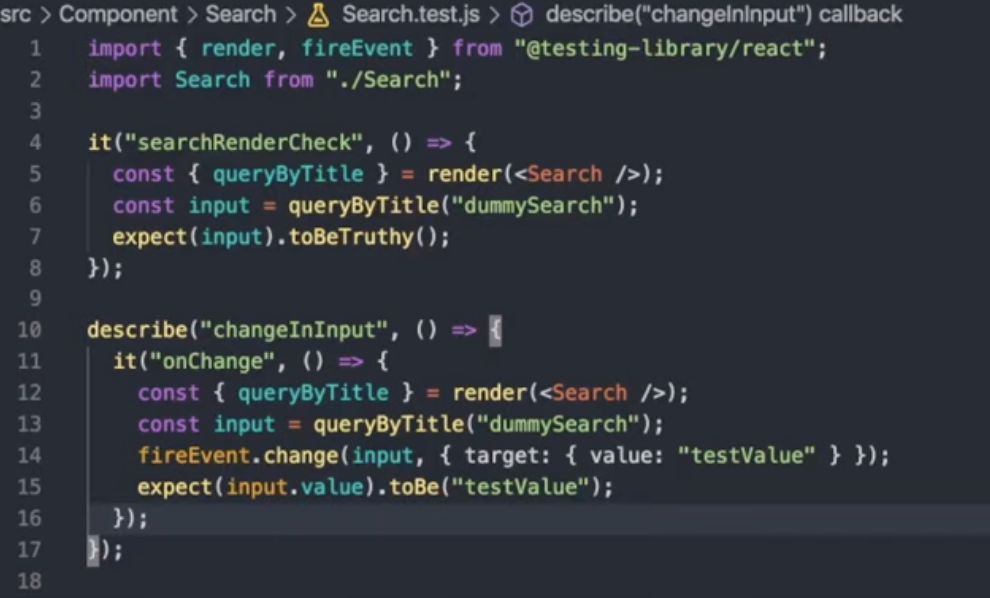 src > Component > Search > Search.test.js > describe("changeInInput") callback
1 import { render, fireEvent } from "@testing-library/react";
2 import Search from "./Search";
3
4 it("searchRenderCheck", () => {
5 const { queryByTitle } = render(<Search />);
6 const input = queryByTitle("dummySearch");
7 expect(input).toBeTruthy();
8 });
9
10 describe("changeInInput", () => {
11 it("onChange", () => {
12 const { queryByTitle } = render(<Search />);
13 const input = queryByTitle("dummySearch");
14 fireEvent.change(input, { target: { value: "testValue" } });
15 expect(input.value).toBe("testValue");
16 });
17 });
18